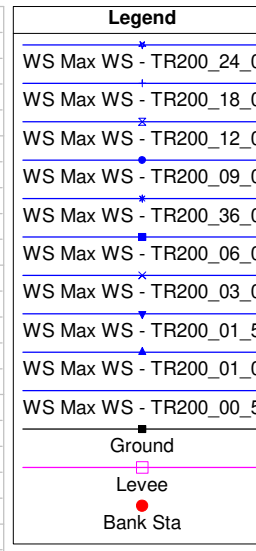 Legend
WS Max WS - TR200_24_0
WS Max WS - TR200_18_0
WS Max WS - TR200_12_0
WS Max WS - TR200_09_0
WS Max WS - TR200_36_0
WS Max WS - TR200_06_0
WS Max WS - TR200_03_0
WS Max WS - TR200_01_5
WS Max WS - TR200_01_0
WS Max WS - TR200_00_5
Ground
Levee
Bank Sta